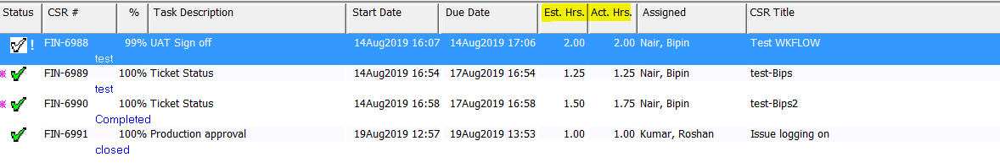 Status CSR # % Task Description Start Date Due Date Est. Hrs. Act. Hrs. Assigned CSR Title
! FIN-6988 99% UAT Sign off 14Aug2019 16:07 14Aug2019 17:06 2.00 2.00 Nair, Bipin Test WKFLOW
test
* FIN-6989 100% Ticket Status 14Aug2019 16:54 17Aug2019 16:54 1.25 1.25 Nair, Bipin test-Bips
test
* FIN-6990 100% Ticket Status 14Aug2019 16:58 17Aug2019 16:58 1.50 1.75 Nair, Bipin test-Bips2
Completed
FIN-6991 100% Production approval 19Aug2019 12:57 19Aug2019 13:53 1.00 1.00 Kumar, Roshan Issue logging on
closed